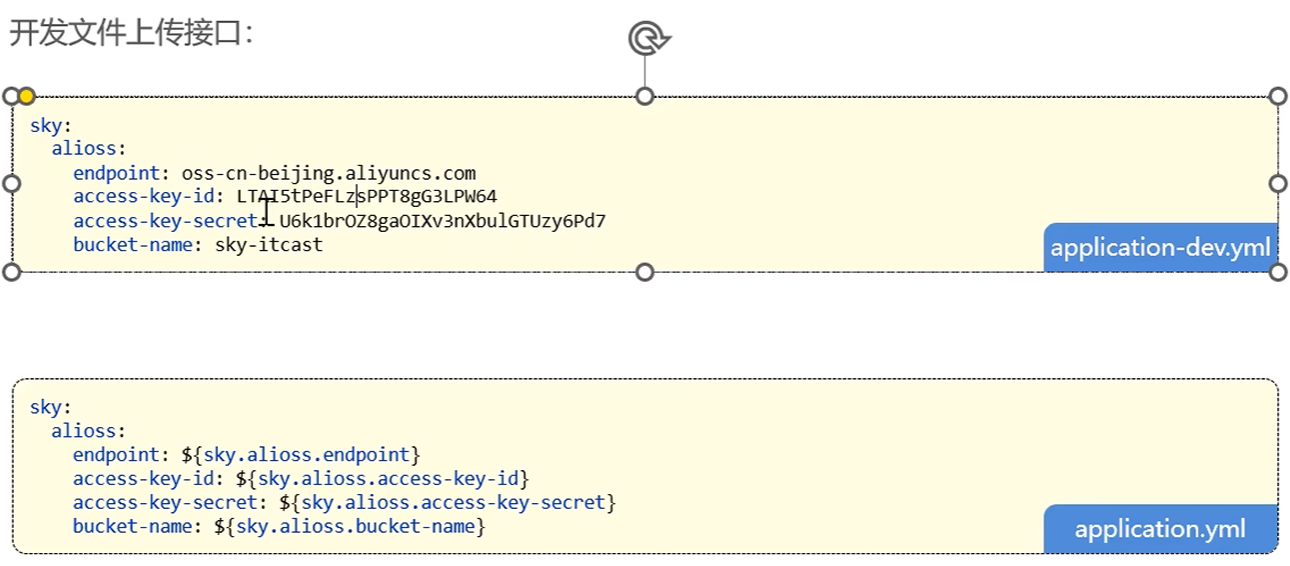 开发文件上传接口：
sky:
  alioss:
    endpoint: oss-cn-beijing.aliyuncs.com
    access-key-id: LTAI5tPeFLzsPPT8gG3LPW64
    access-key-secret: U6k1brOZ8gaOIXv3nXbulGTUzy6Pd7
    bucket-name: sky-itcast
application-dev.yml
sky:
  alioss:
    endpoint: ${sky.alioss.endpoint}
    access-key-id: ${sky.alioss.access-key-id}
    access-key-secret: ${sky.alioss.access-key-secret}
    bucket-name: ${sky.alioss.bucket-name}
application.yml